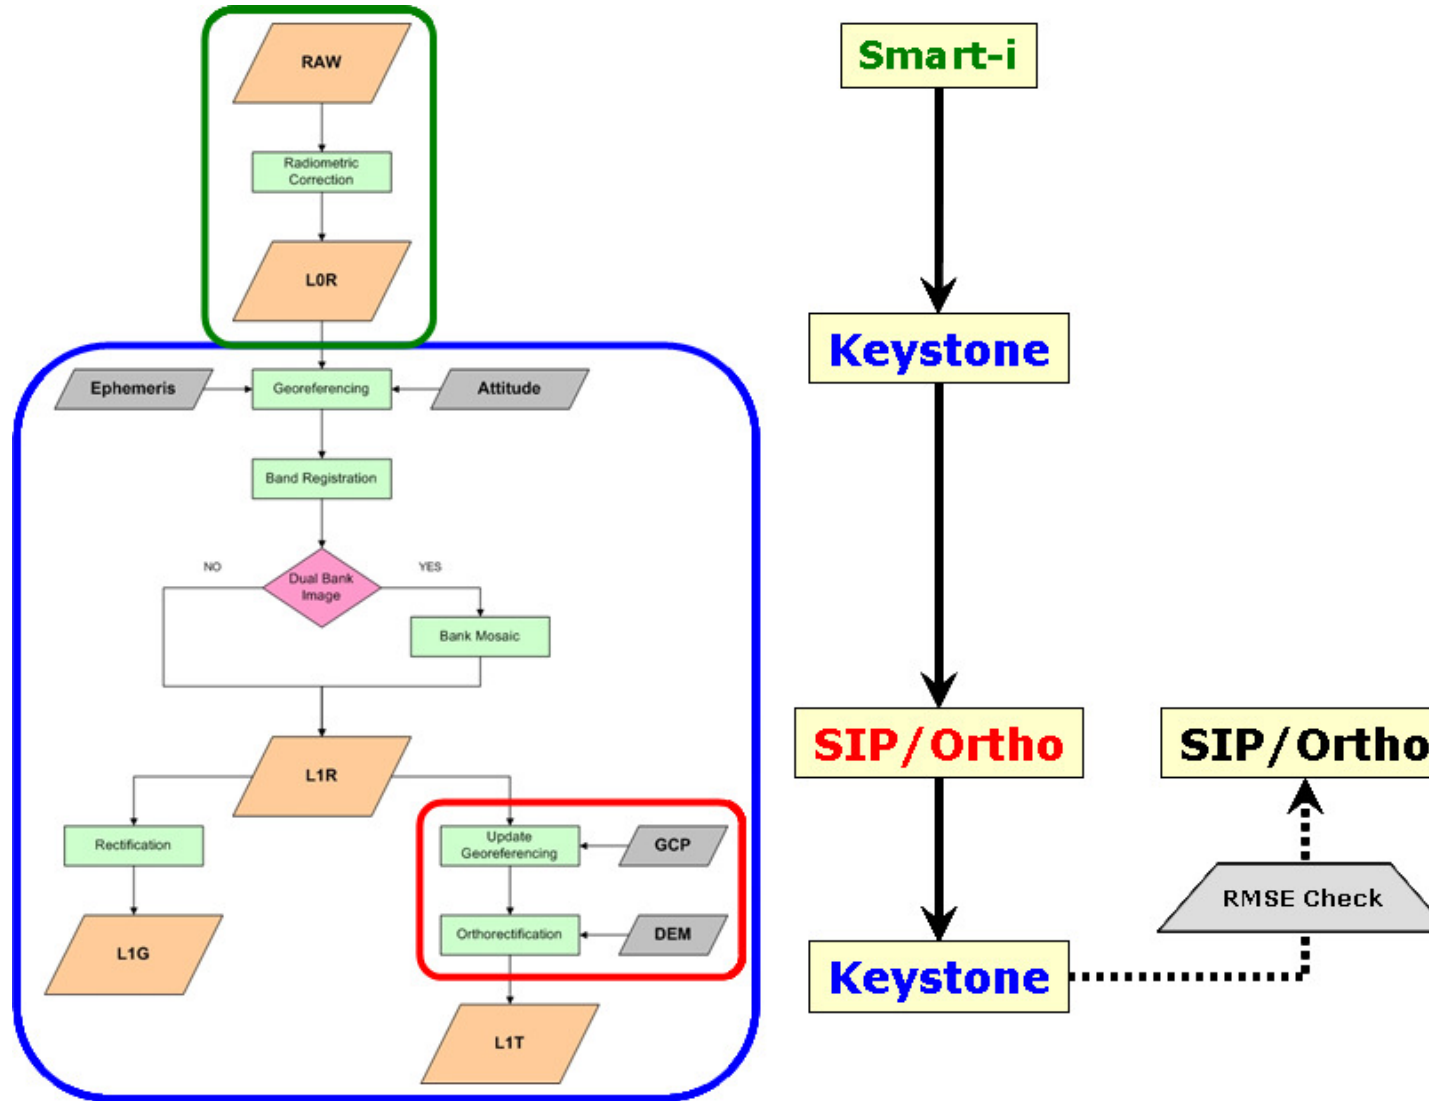 RAW
Radiometric
Correction
L0R
Ephemeris
Georeferencing
Attitude
Band Registration
NO
Dual Bank
Image
YES
Bank Mosaic
L1R
Rectification
Update
Georeferencing
GCP
L1G
Orthorectification
DEM
L1T
Smart-i
Keystone
SIP/Ortho
SIP/Ortho
RMSE Check
Keystone